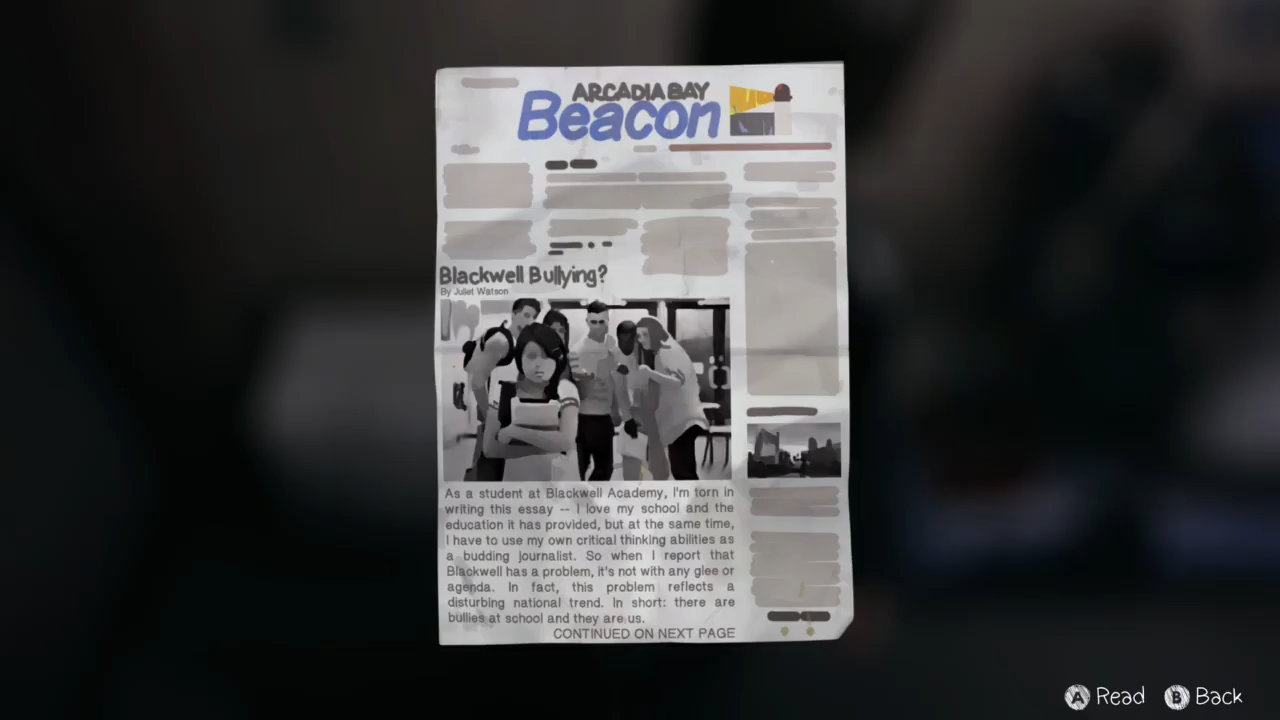 ARCADIA BAY
Beacon
Blackwell Bullying?
By Juliet Watson
As a student at Blackwell Academy, I'm torn in
writing this essay -- I love my school and the
education it has provided, but at the same time,
I have to use my own critical thinking abilities as
a budding journalist. So when I report that
Blackwell has a problem, it's not with any glee or
agenda. In fact, this problem reflects a
disturbing national trend. In short: there are
bullies at school and they are us.
CONTINUED ON NEXT PAGE
A Read B Back